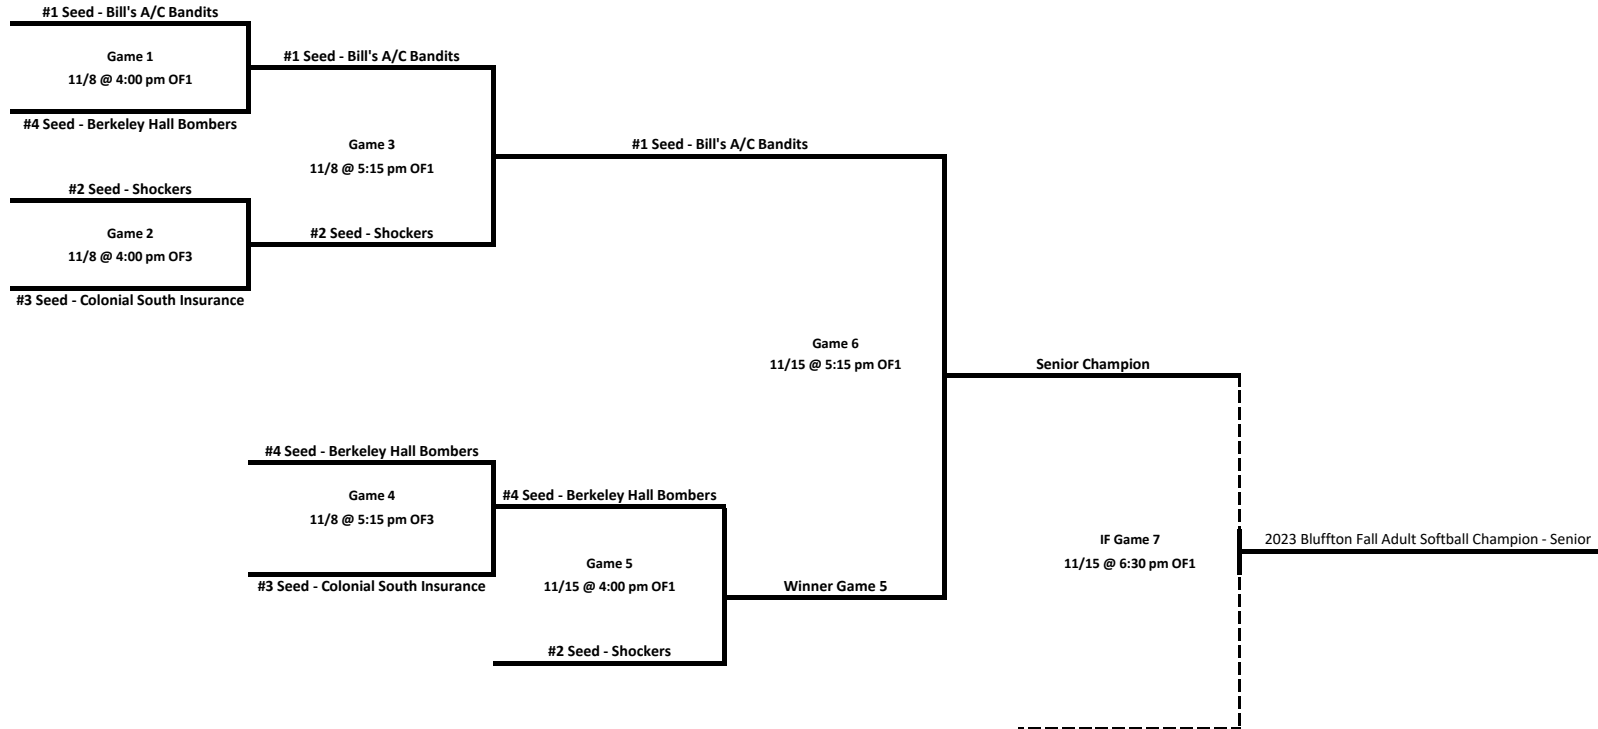 #1 Seed - Bill's A/C Bandits
Game 1
11/8 @ 4:00 pm OF1
#4 Seed - Berkeley Hall Bombers
#1 Seed - Bill's A/C Bandits
Game 3
11/8 @ 5:15 pm OF1
#1 Seed - Bill's A/C Bandits
#2 Seed - Shockers
Game 2
11/8 @ 4:00 pm OF3
#3 Seed - Colonial South Insurance
#2 Seed - Shockers
Game 6
11/15 @ 5:15 pm OF1
Senior Champion
#4 Seed - Berkeley Hall Bombers
Game 4
11/8 @ 5:15 pm OF3
#3 Seed - Colonial South Insurance
#4 Seed - Berkeley Hall Bombers
Game 5
11/15 @ 4:00 pm OF1
#2 Seed - Shockers
Winner Game 5
IF Game 7
11/15 @ 6:30 pm OF1
2023 Bluffton Fall Adult Softball Champion - Senior